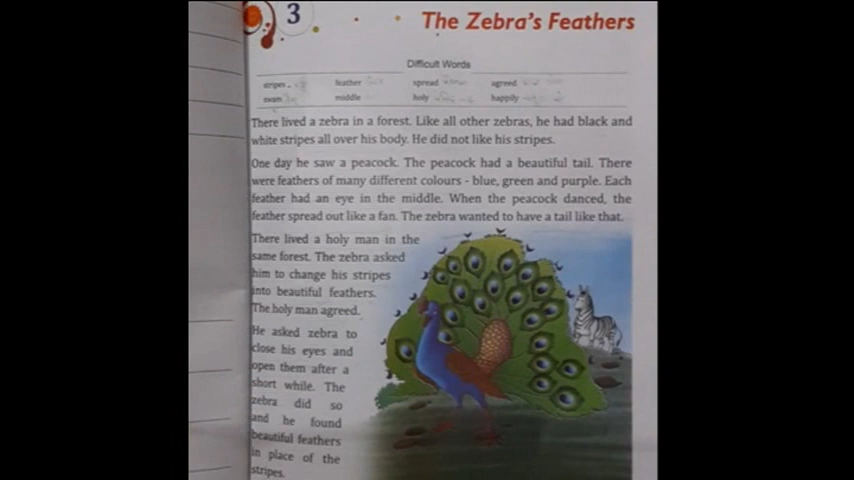 3
The Zebra's Feathers
Difficult Words
stripes feather spread agreed
swan middle holy happily
There lived a zebra in a forest. Like all other zebras, he had black and
white stripes all over his body. He did not like his stripes.
One day he saw a peacock. The peacock had a beautiful tail. There
were feathers of many different colours - blue, green and purple. Each
feather had an eye in the middle. When the peacock danced, the
feather spread out like a fan. The zebra wanted to have a tail like that.
There lived a holy man in the
same forest. The zebra asked
him to change his stripes
into beautiful feathers.
The holy man agreed.
He asked zebra to
close his eyes and
open them after a
short while. The
zebra did so
and he found
beautiful feathers
in place of the
stripes.